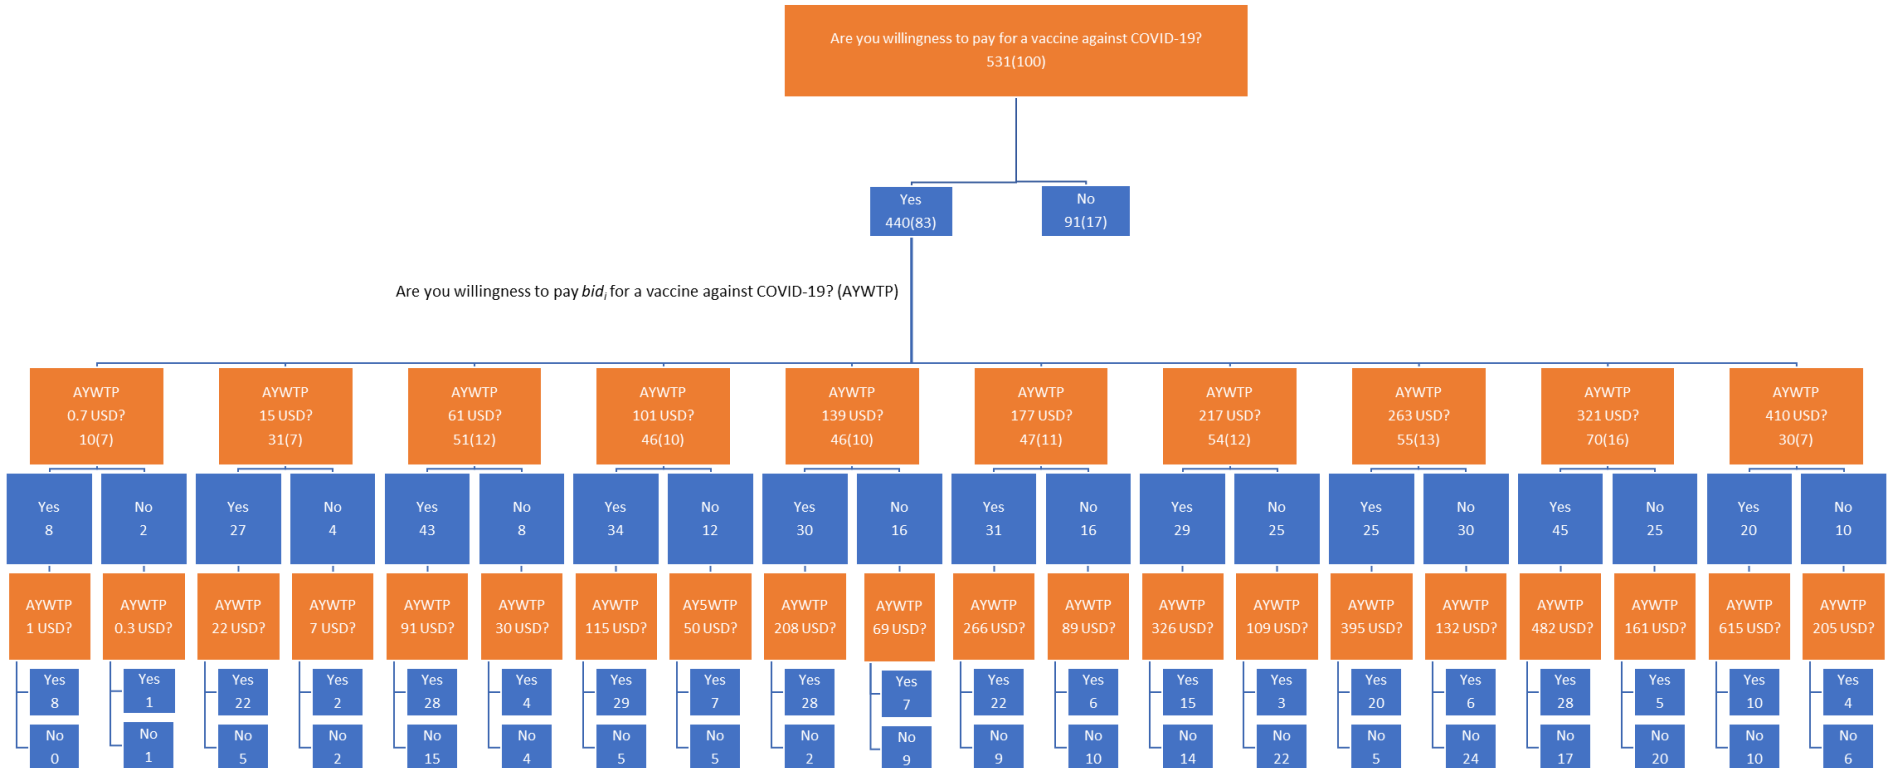 Are you willingness to pay for a vaccine against COVID-19?
531(100)
Yes
440(83)
No
91(17)
Are you willingness to pay bidi for a vaccine against COVID-19? (AYWTP)
AYWTP
0.7 USD?
10(7)
AYWTP
15 USD?
31(7)
AYWTP
61 USD?
51(12)
AYWTP
101 USD?
46(10)
AYWTP
139 USD?
46(10)
AYWTP
177 USD?
47(11)
AYWTP
217 USD?
54(12)
AYWTP
263 USD?
55(13)
AYWTP
321 USD?
70(16)
AYWTP
410 USD?
30(7)
Yes
8
No
2
Yes
27
No
4
Yes
43
No
8
Yes
34
No
12
Yes
30
No
16
Yes
31
No
16
Yes
29
No
25
Yes
25
No
30
Yes
45
No
25
Yes
20
No
10
AYWTP
1 USD?
AYWTP
0.3 USD?
AYWTP
22 USD?
AYWTP
7 USD?
AYWTP
91 USD?
AYWTP
30 USD?
AYWTP
115 USD?
AY5WTP
50 USD?
AYWTP
208 USD?
AYWTP
69 USD?
AYWTP
266 USD?
AYWTP
89 USD?
AYWTP
326 USD?
AYWTP
109 USD?
AYWTP
395 USD?
AYWTP
132 USD?
AYWTP
482 USD?
AYWTP
161 USD?
AYWTP
615 USD?
AYWTP
205 USD?
Yes
8
Yes
1
Yes
22
Yes
2
Yes
28
Yes
4
Yes
29
Yes
7
Yes
28
Yes
7
Yes
22
Yes
6
Yes
15
Yes
3
Yes
20
Yes
6
Yes
28
Yes
5
Yes
10
Yes
4
No
0
No
1
No
5
No
2
No
15
No
4
No
5
No
5
No
2
No
9
No
9
No
10
No
14
No
22
No
5
No
24
No
17
No
20
No
10
No
6